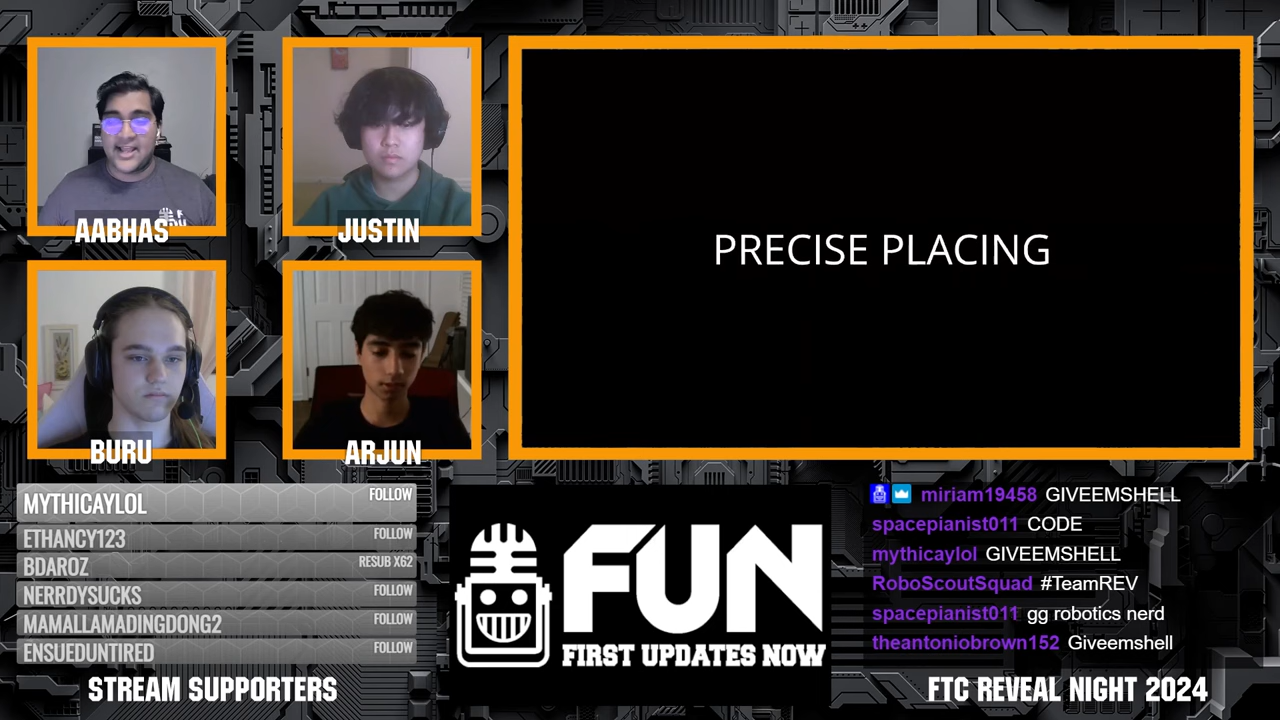 AABHAS
JUSTIN
PRECISE PLACING
BURU
ARJUN
MYTHICAYLOL FOLLOW
ETHANCY123 FOLLOW
BDAROZ RESUB X62
NERRDYSUCKS FOLLOW
MAMALLAMADINGDONG2 FOLLOW
ENSUEDUNTIRED FOLLOW
STREAM SUPPORTERS
FUN
FIRST UPDATES NOW
miriam19458 GIVEEMSHELL
spacepianist011 CODE
mythicaylol GIVEEMSHELL
RoboScoutSquad #TeamREV
spacepianist011 gg robotics nerd
theantoniobrown152 Giveemshell
FTC REVEAL NIGHT 2024